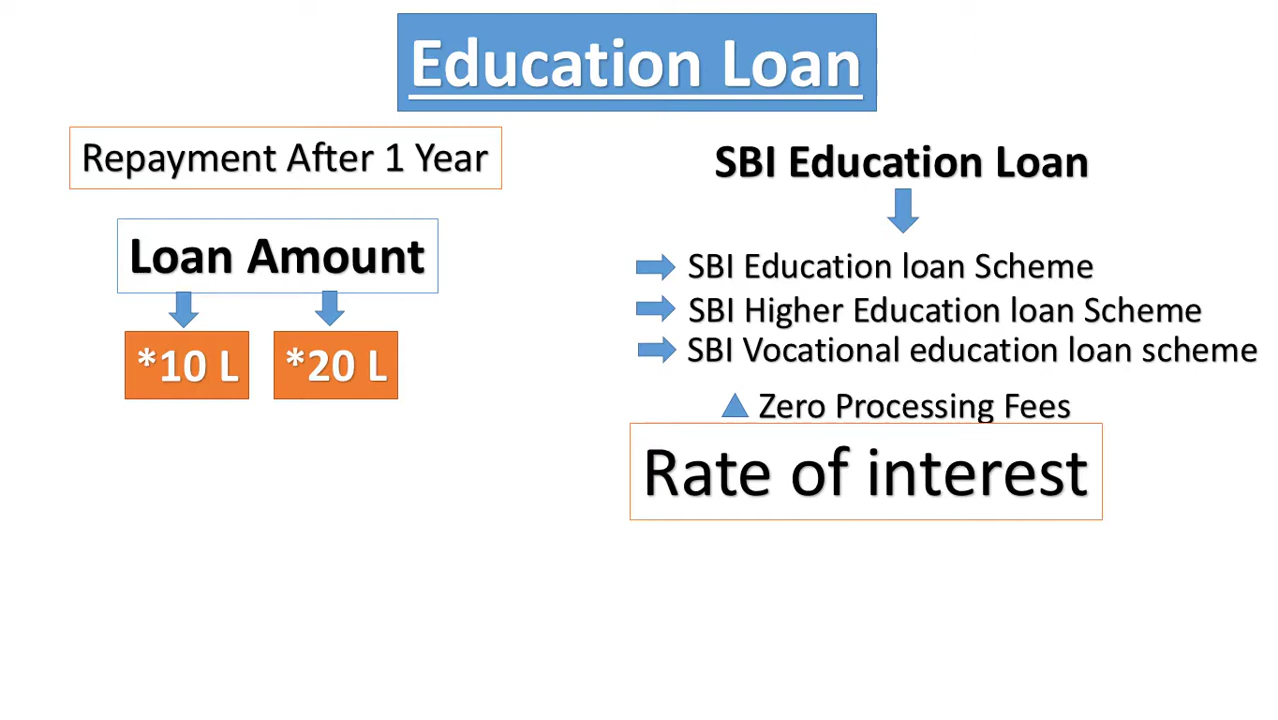 Education Loan
Repayment After 1 Year
Loan Amount
*10 L
*20 L
SBI Education Loan
SBI Education loan Scheme
SBI Higher Education loan Scheme
SBI Vocational education loan scheme
Zero Processing Fees
Rate of interest